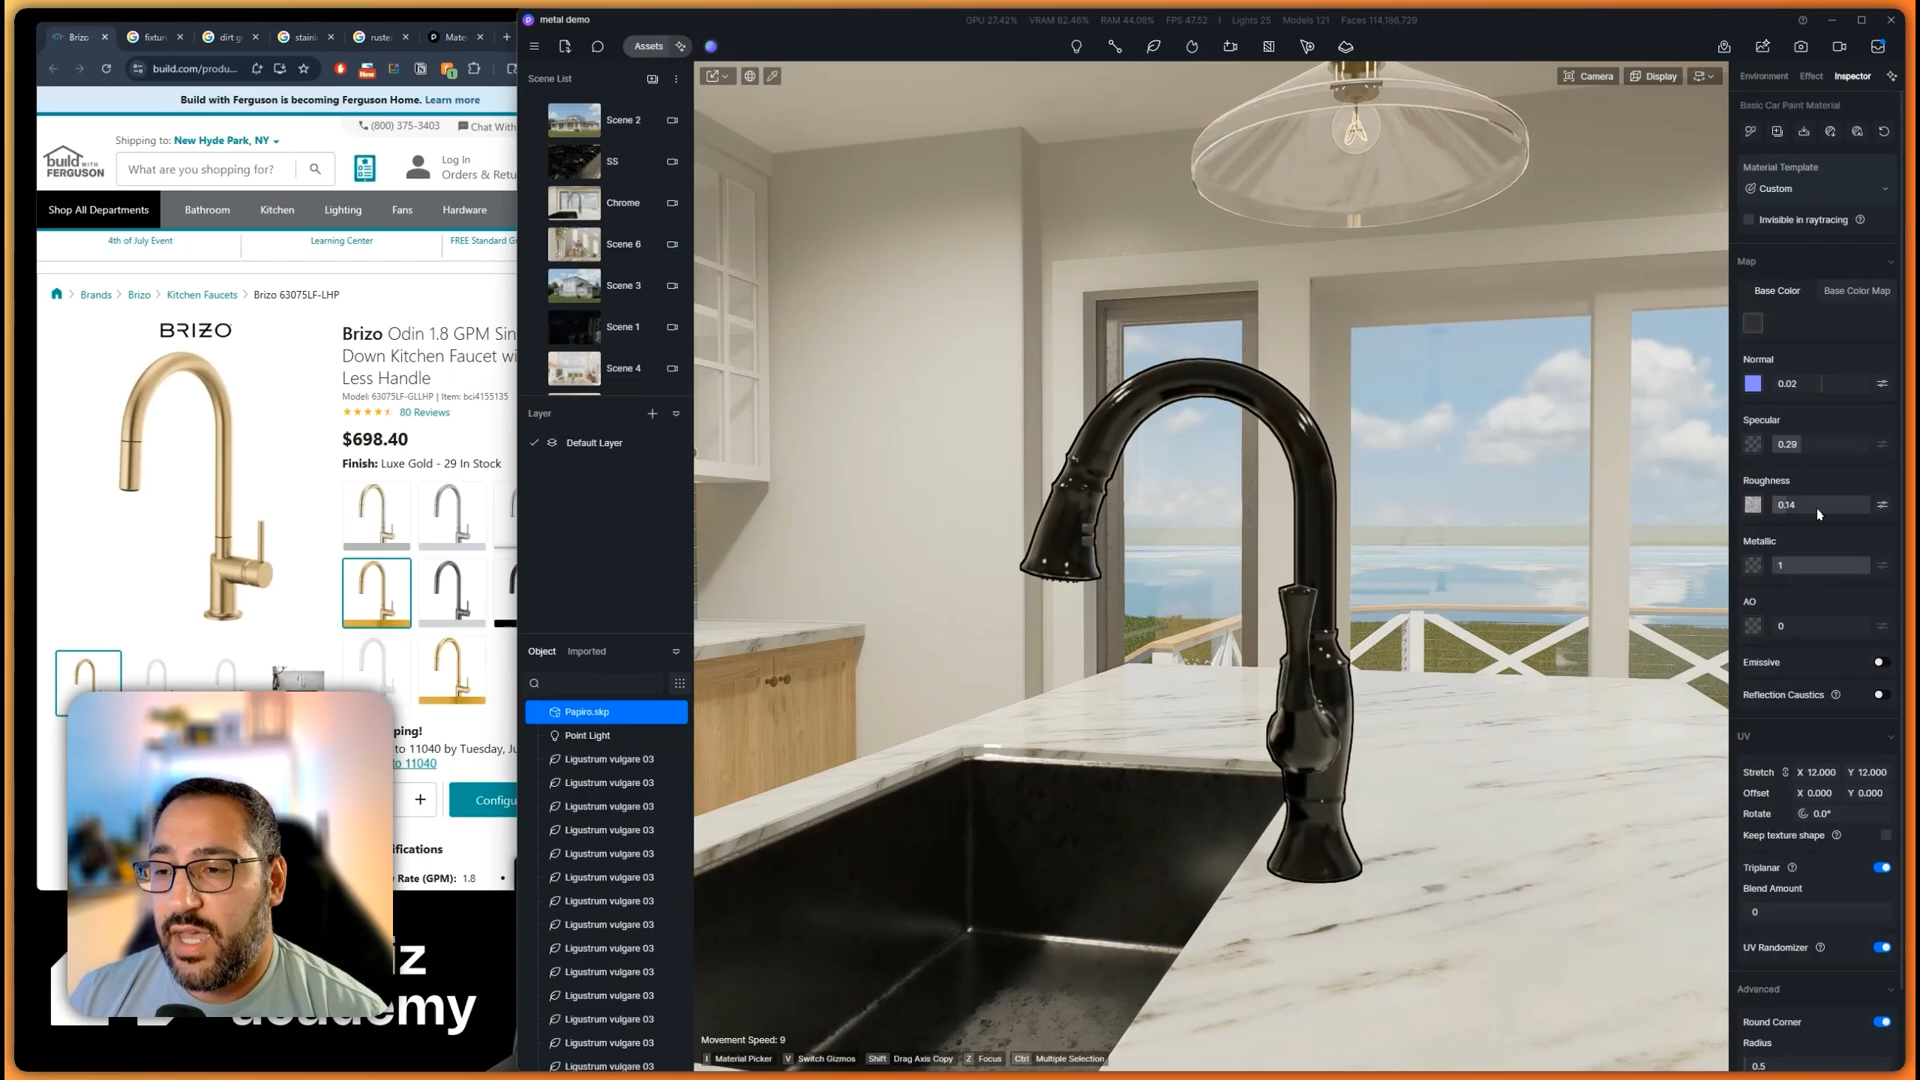 Brizo
fixtur
dirt g
stainl
ruste
Mate
build.com/produ...
New
Build with Ferguson is becoming Ferguson Home. Learn more
(800) 375-3403
Chat With
build WITH FERGUSON
Shipping to: New Hyde Park, NY
What are you shopping for?
Log In
Orders & Retu
Shop All Departments
Bathroom
Kitchen
Lighting
Fans
Hardware
4th of July Event
Learning Center
FREE Standard G
Brands
Brizo
Kitchen Faucets
Brizo 63075LF-LHP
BRIZO
Brizo Odin 1.8 GPM Sin
Down Kitchen Faucet wi
Less Handle
Model: 63075LF-GLLHP | Item: bci4155135
80 Reviews
$698.40
Finish: Luxe Gold - 29 In Stock
ping!
to 11040 by Tuesday, Ju
to 11040
Configu
ifications
Rate (GPM): 1.8
iz
academy
metal demo
GPU 27.42%
VRAM 82.46%
RAM 44.08%
FPS 47.52
Lights 25
Models 121
Faces 114,186,729
Assets
Scene List
Scene 2
SS
Chrome
Scene 6
Scene 3
Scene 1
Scene 4
Layer
Default Layer
Object
Imported
Papiro.skp
Point Light
Ligustrum vulgare 03
Ligustrum vulgare 03
Ligustrum vulgare 03
Ligustrum vulgare 03
Ligustrum vulgare 03
Ligustrum vulgare 03
Ligustrum vulgare 03
Ligustrum vulgare 03
Ligustrum vulgare 03
Ligustrum vulgare 03
Ligustrum vulgare 03
Ligustrum vulgare 03
Ligustrum vulgare 03
Ligustrum vulgare 03
Camera
Display
Movement Speed: 9
I Material Picker
V Switch Gizmos
Shift Drag Axis Copy
Z Focus
Ctrl Multiple Selection
Environment
Effect
Inspector
Basic Car Paint Material
Material Template
Custom
Invisible in raytracing
Map
Base Color
Base Color Map
Normal
0.02
Specular
0.29
Roughness
0.14
Metallic
1
AO
0
Emissive
Reflection Caustics
UV
Stretch X 12.000 Y 12.000
Offset X 0.000 Y 0.000
Rotate 0.0°
Keep texture shape
Triplanar
Blend Amount
0
UV Randomizer
Advanced
Round Corner
Radius
0.5